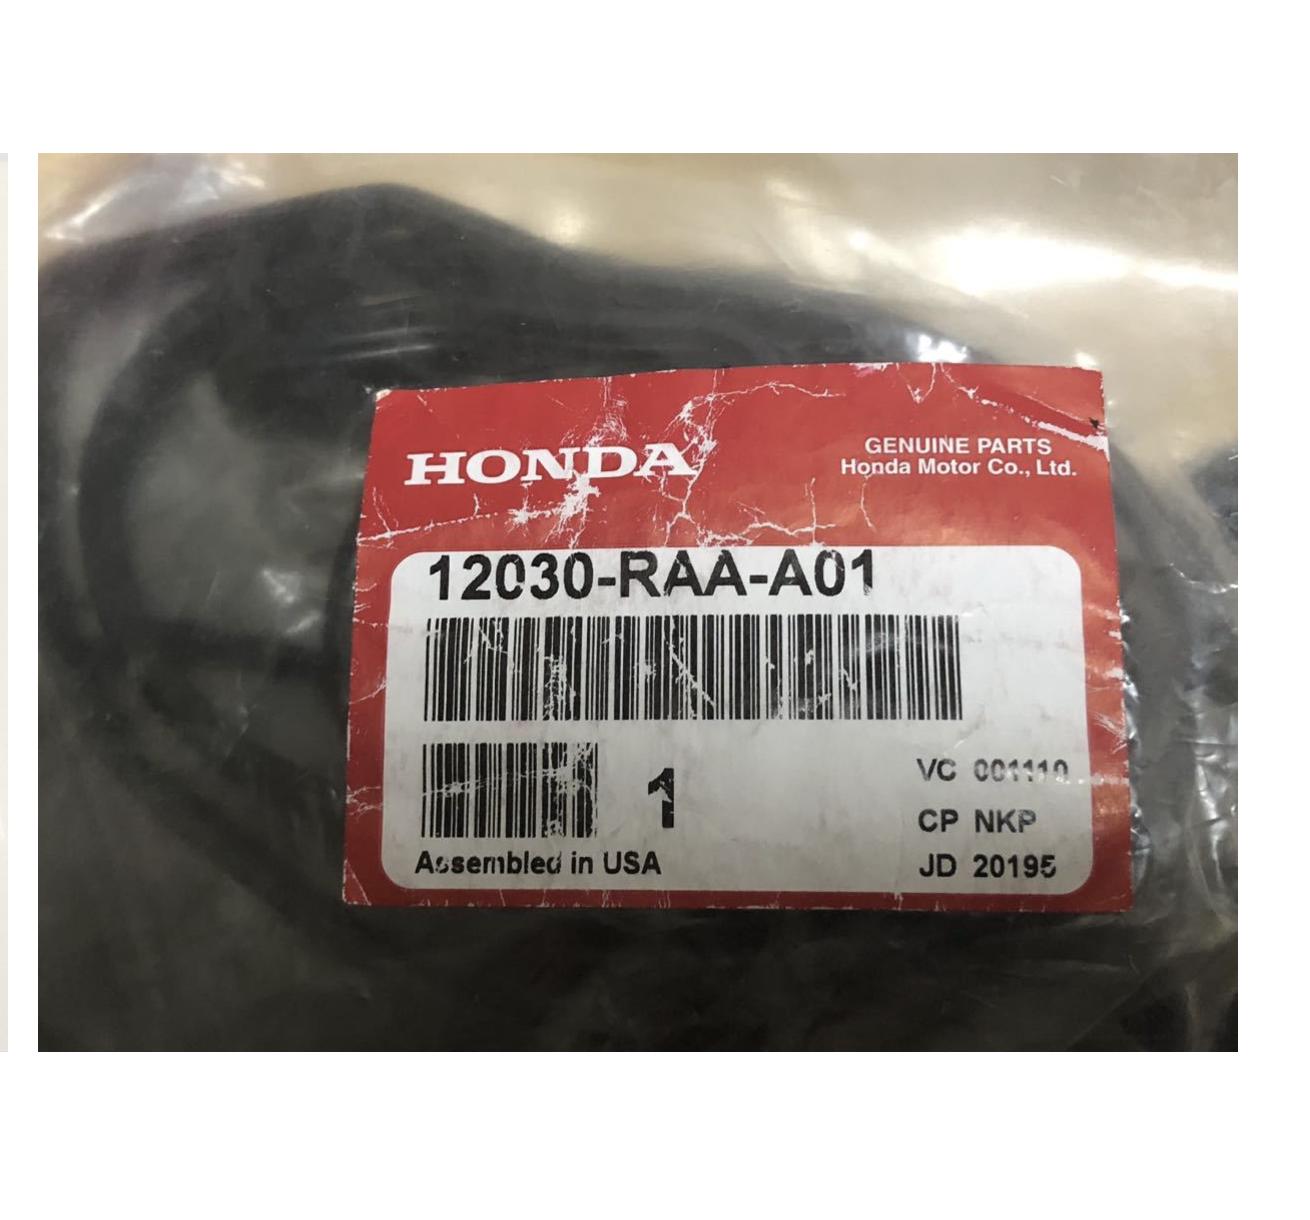 HONDA
GENUINE PARTS
Honda Motor Co., Ltd.
12030-RAA-A01
1
VC 001110
CP NKP
Assembled in USA
JD 20195